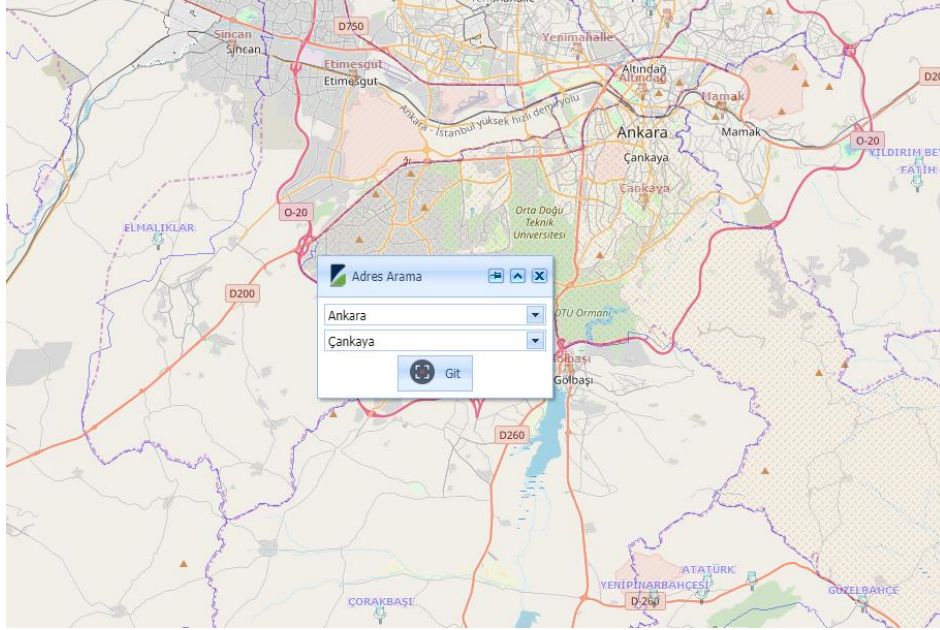 D750
Sincan
Sincan
Yenimahalle
Etimesgut
Etimesgut
Altındağ
Altındağ
Mamak
Ankara - İstanbul yüksek hızlı demiryolu
Ankara
Mamak
O-20
Çankaya
YILDIRIM BE
FATİH
Çankaya
O-20
Orta Doğu
Teknik
Üniversitesi
ELMALIKLAR
Adres Arama
D200
Ankara
ODTÜ Ormanı
Çankaya
Git
Gölbaşı
Gölbaşı
D260
ATATÜRK
YENİPINARBAHÇESİ
GÜZELBAHÇE
D-260
ÇORAKBAŞI